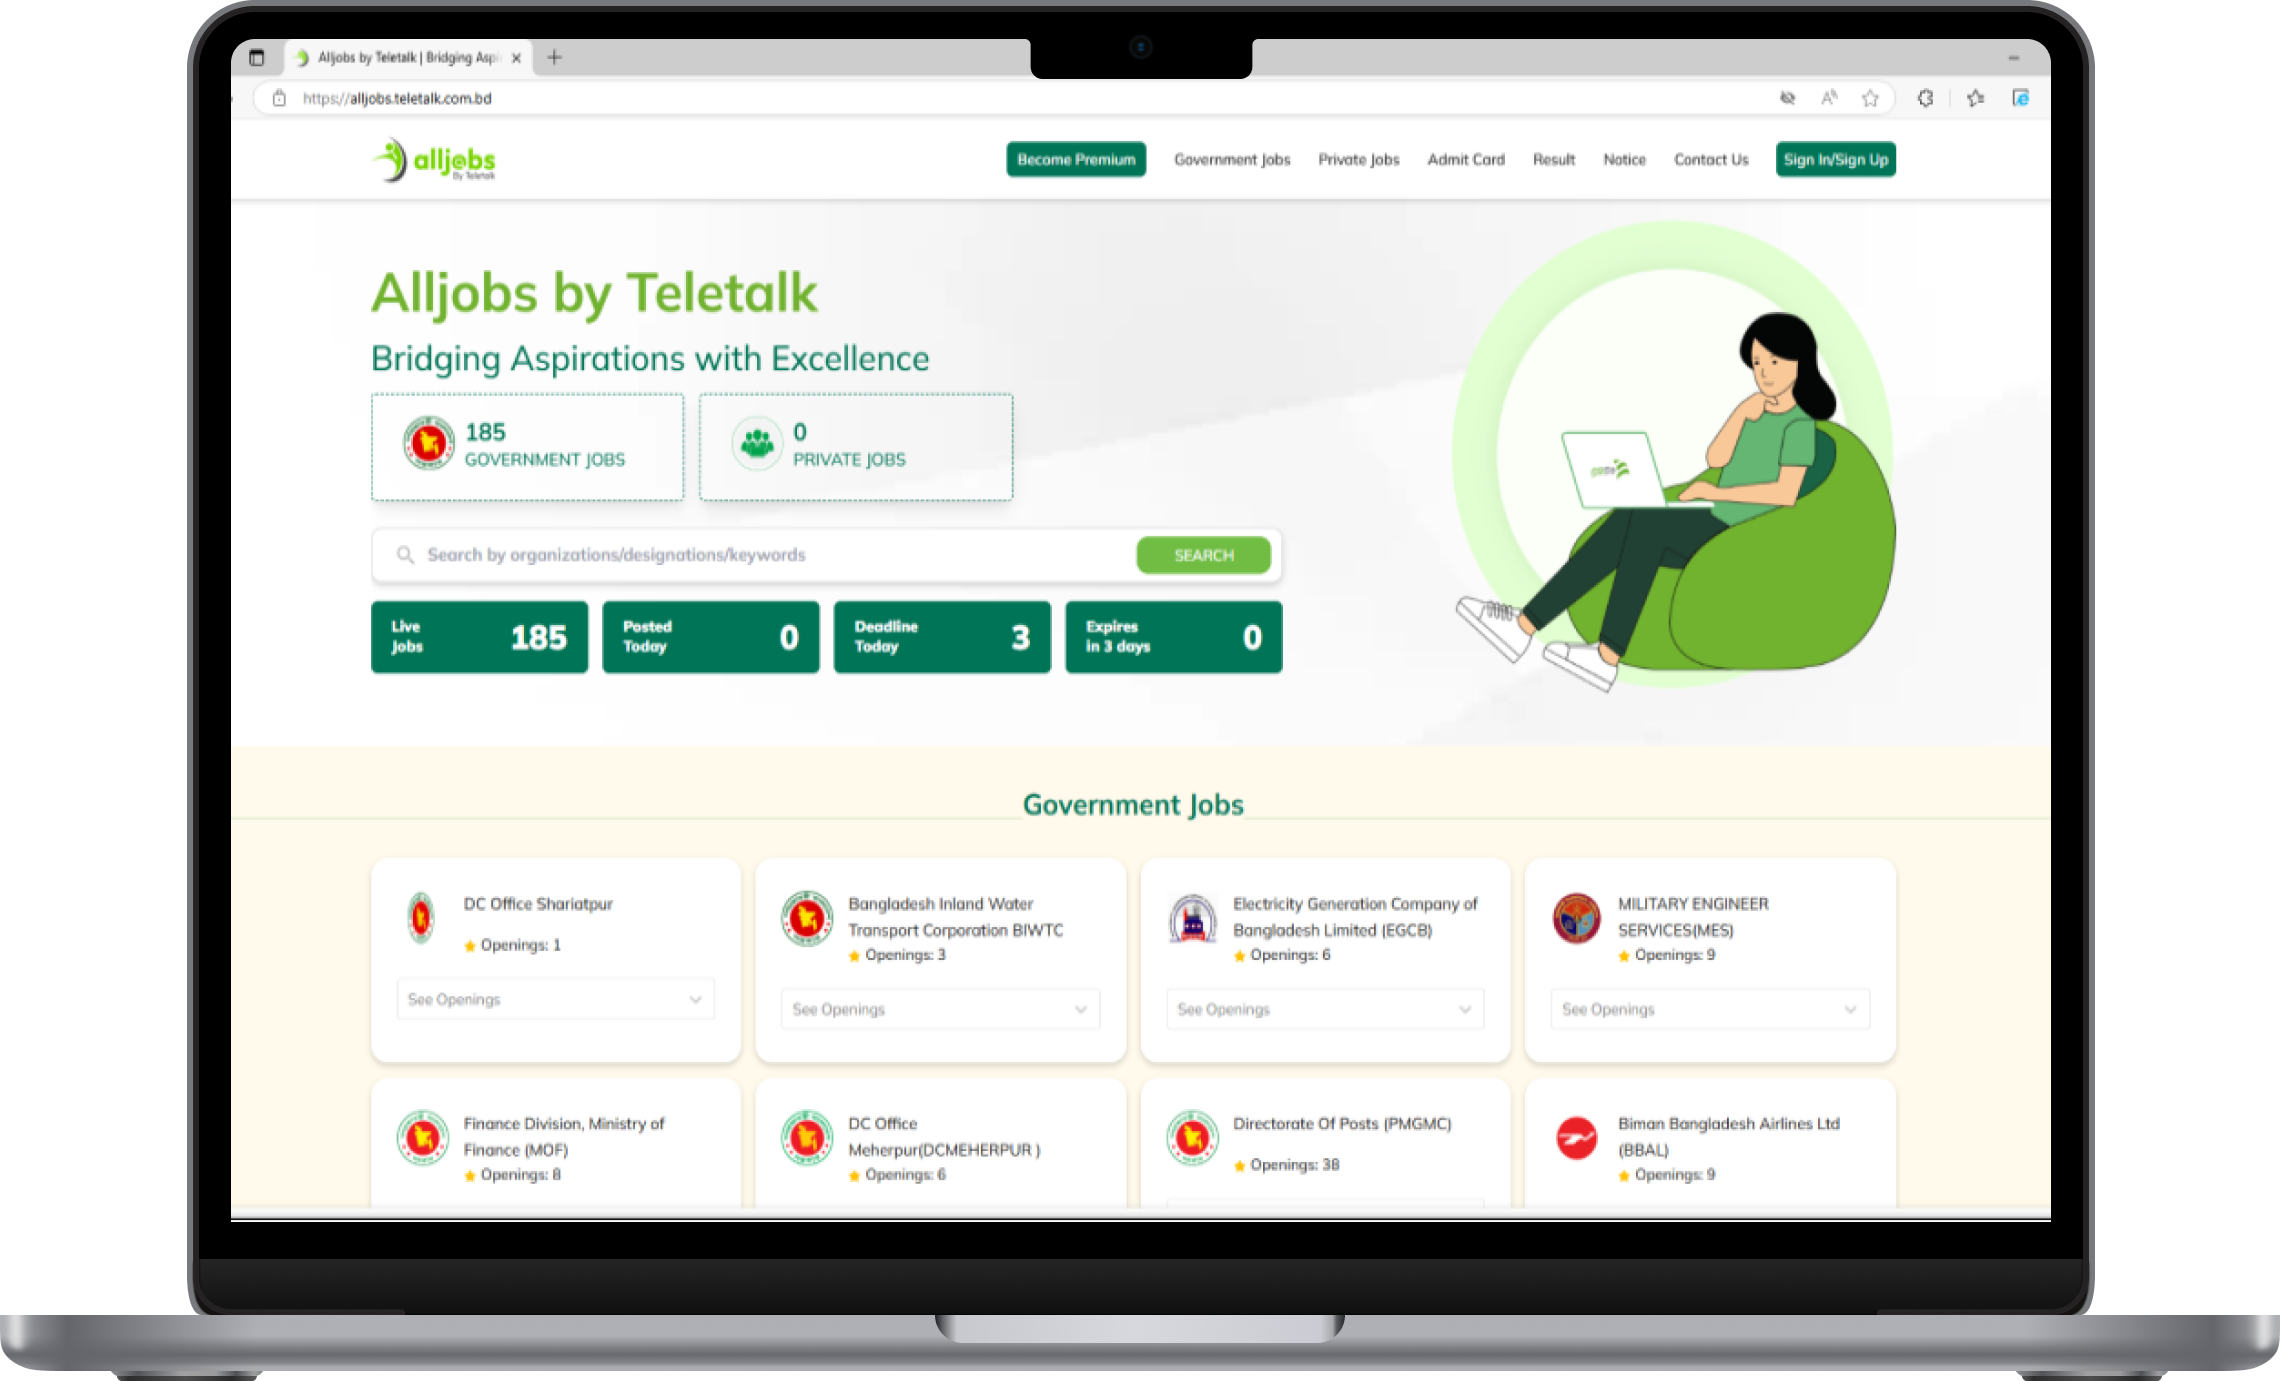 Alljobs by Teletalk | Bridging Aspi
https://alljobs.teletalk.com.bd
alljobs
By Teletalk
Become Premium
Government Jobs
Private Jobs
Admit Card
Result
Notice
Contact Us
Sign In/Sign Up
Alljobs by Teletalk
Bridging Aspirations with Excellence
185
GOVERNMENT JOBS
0
PRIVATE JOBS
Search by organizations/designations/keywords
SEARCH
Live
Jobs
185
Posted
Today
0
Deadline
Today
3
Expires
in 3 days
0
Government Jobs
DC Office Shariatpur
Openings: 1
See Openings
Bangladesh Inland Water
Transport Corporation BIWTC
Openings: 3
See Openings
Electricity Generation Company of
Bangladesh Limited (EGCB)
Openings: 6
See Openings
MILITARY ENGINEER
SERVICES(MES)
Openings: 9
See Openings
Finance Division, Ministry of
Finance (MOF)
Openings: 8
DC Office
Meherpur(DCMEHERPUR )
Openings: 6
Directorate Of Posts (PMGMC)
Openings: 38
Biman Bangladesh Airlines Ltd
(BBAL)
Openings: 9